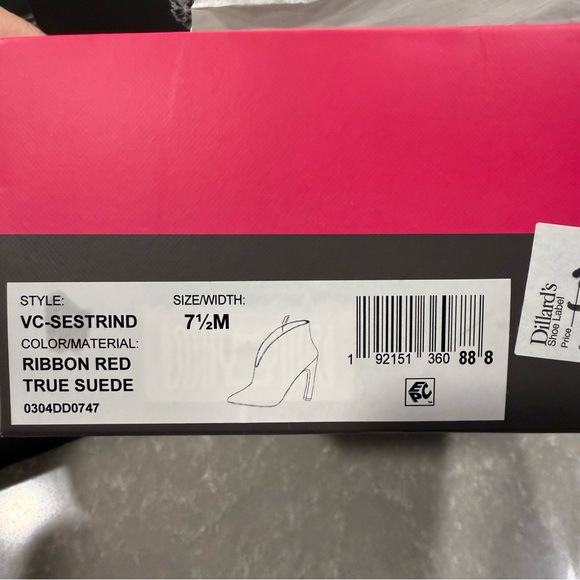 STYLE:
VC-SESTRIND
COLOR/MATERIAL:
RIBBON RED
TRUE SUEDE
0304DD0747
SIZE/WIDTH:
7½M
1 92151 360 88 8
EPC
Dillard's
Shoe Label
Price